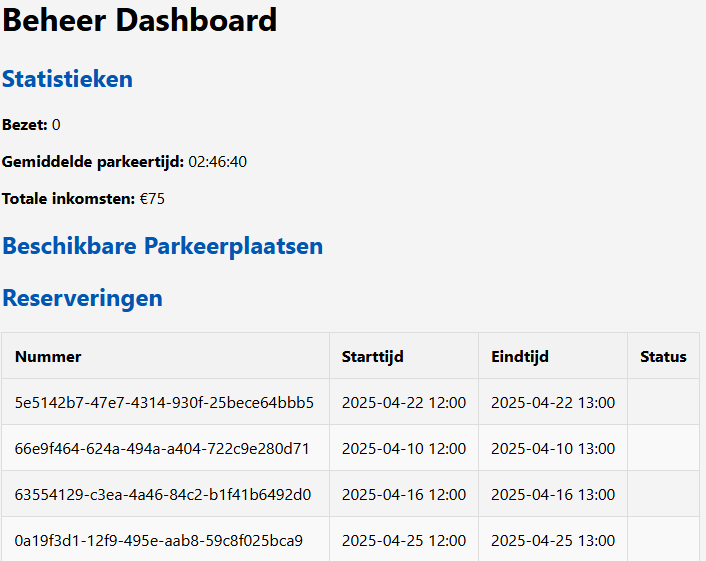 Beheer Dashboard
Statistieken
Bezet: 0
Gemiddelde parkeertijd: 02:46:40
Totale inkomsten: €75
Beschikbare Parkeerplaatsen
Reserveringen
Nummer Starttijd Eindtijd Status
5e5142b7-47e7-4314-930f-25bece64bbb5 2025-04-22 12:00 2025-04-22 13:00
66e9f464-624a-494a-a404-722c9e280d71 2025-04-10 12:00 2025-04-10 13:00
63554129-c3ea-4a46-84c2-b1f41b6492d0 2025-04-16 12:00 2025-04-16 13:00
0a19f3d1-12f9-495e-aab8-59c8f025bca9 2025-04-25 12:00 2025-04-25 13:00